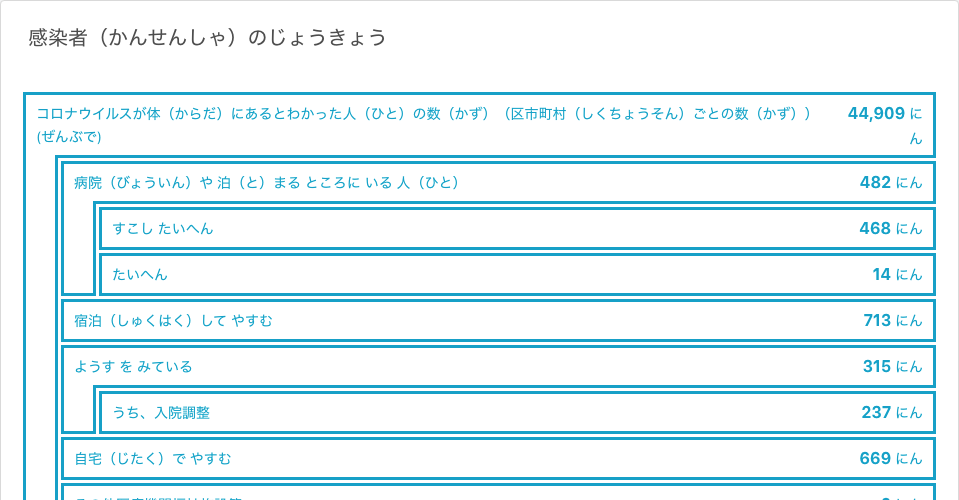 感染者（かんせんしゃ）のじょうきょう
コロナウイルスが体（からだ）にあるとわかった人（ひと）の数（かず）（区市町村（しくちょうそん）ごとの数（かず）） 44,909 に
(ぜんぶで) ん
病院（びょういん）や 泊（と）まる ところに いる 人（ひと） 482 にん
すこし たいへん 468 にん
たいへん 14 にん
宿泊（しゅくはく）して やすむ 713 にん
ようす を みている 315 にん
うち、入院調整 237 にん
自宅（じたく）で やすむ 669 にん